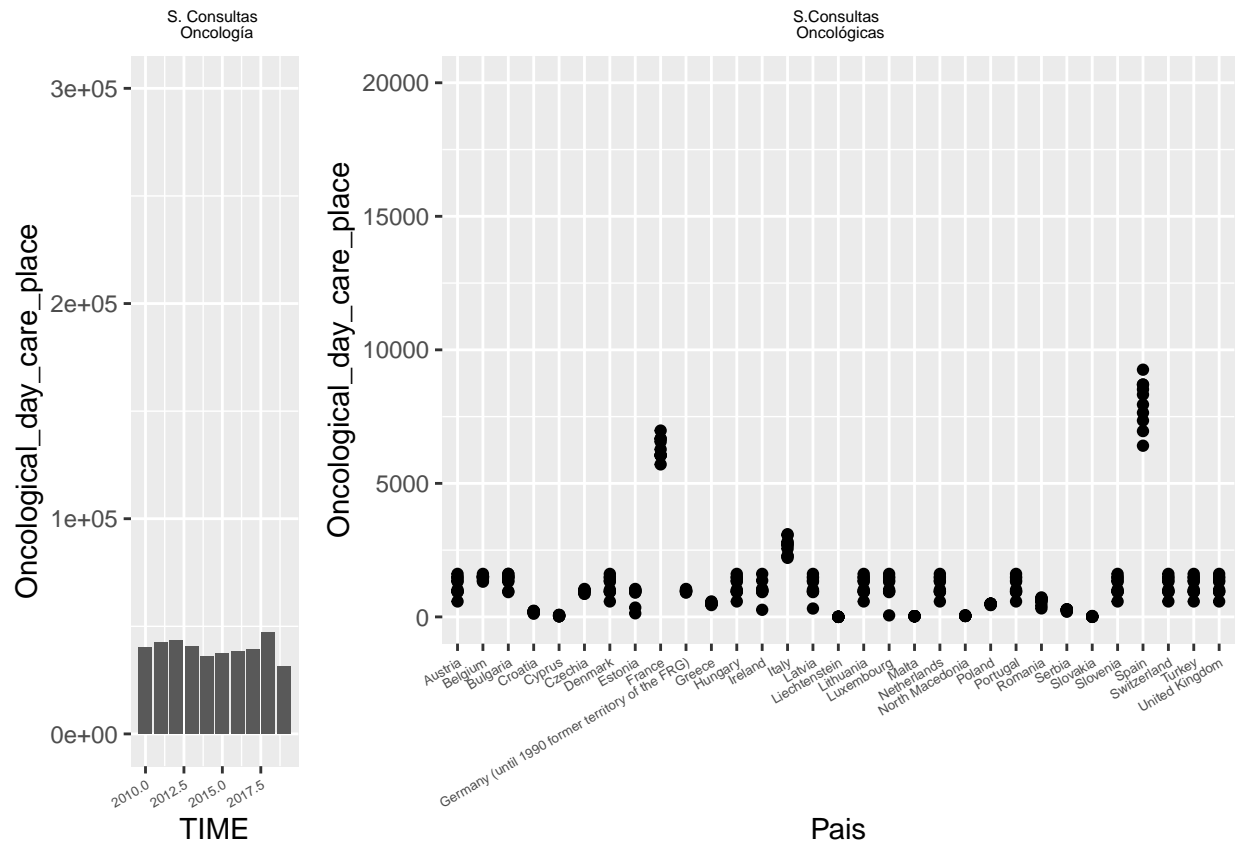 S. Consultas
Oncología
Oncological_day_care_place
3e+05
2e+05
1e+05
0e+00
2010.0
2012.5
2015.0
2017.5
TIME
S.Consultas
Oncológicas
Oncological_day_care_place
20000
15000
10000
5000
0
Austria
Belgium
Bulgaria
Croatia
Cyprus
Czechia
Denmark
Estonia
France
Germany (until 1990 former territory of the FRG)
Greece
Hungary
Ireland
Italy
Latvia
Liechtenstein
Lithuania
Luxembourg
Malta
Netherlands
North Macedonia
Poland
Portugal
Romania
Serbia
Slovakia
Slovenia
Spain
Switzerland
Turkey
United Kingdom
Pais